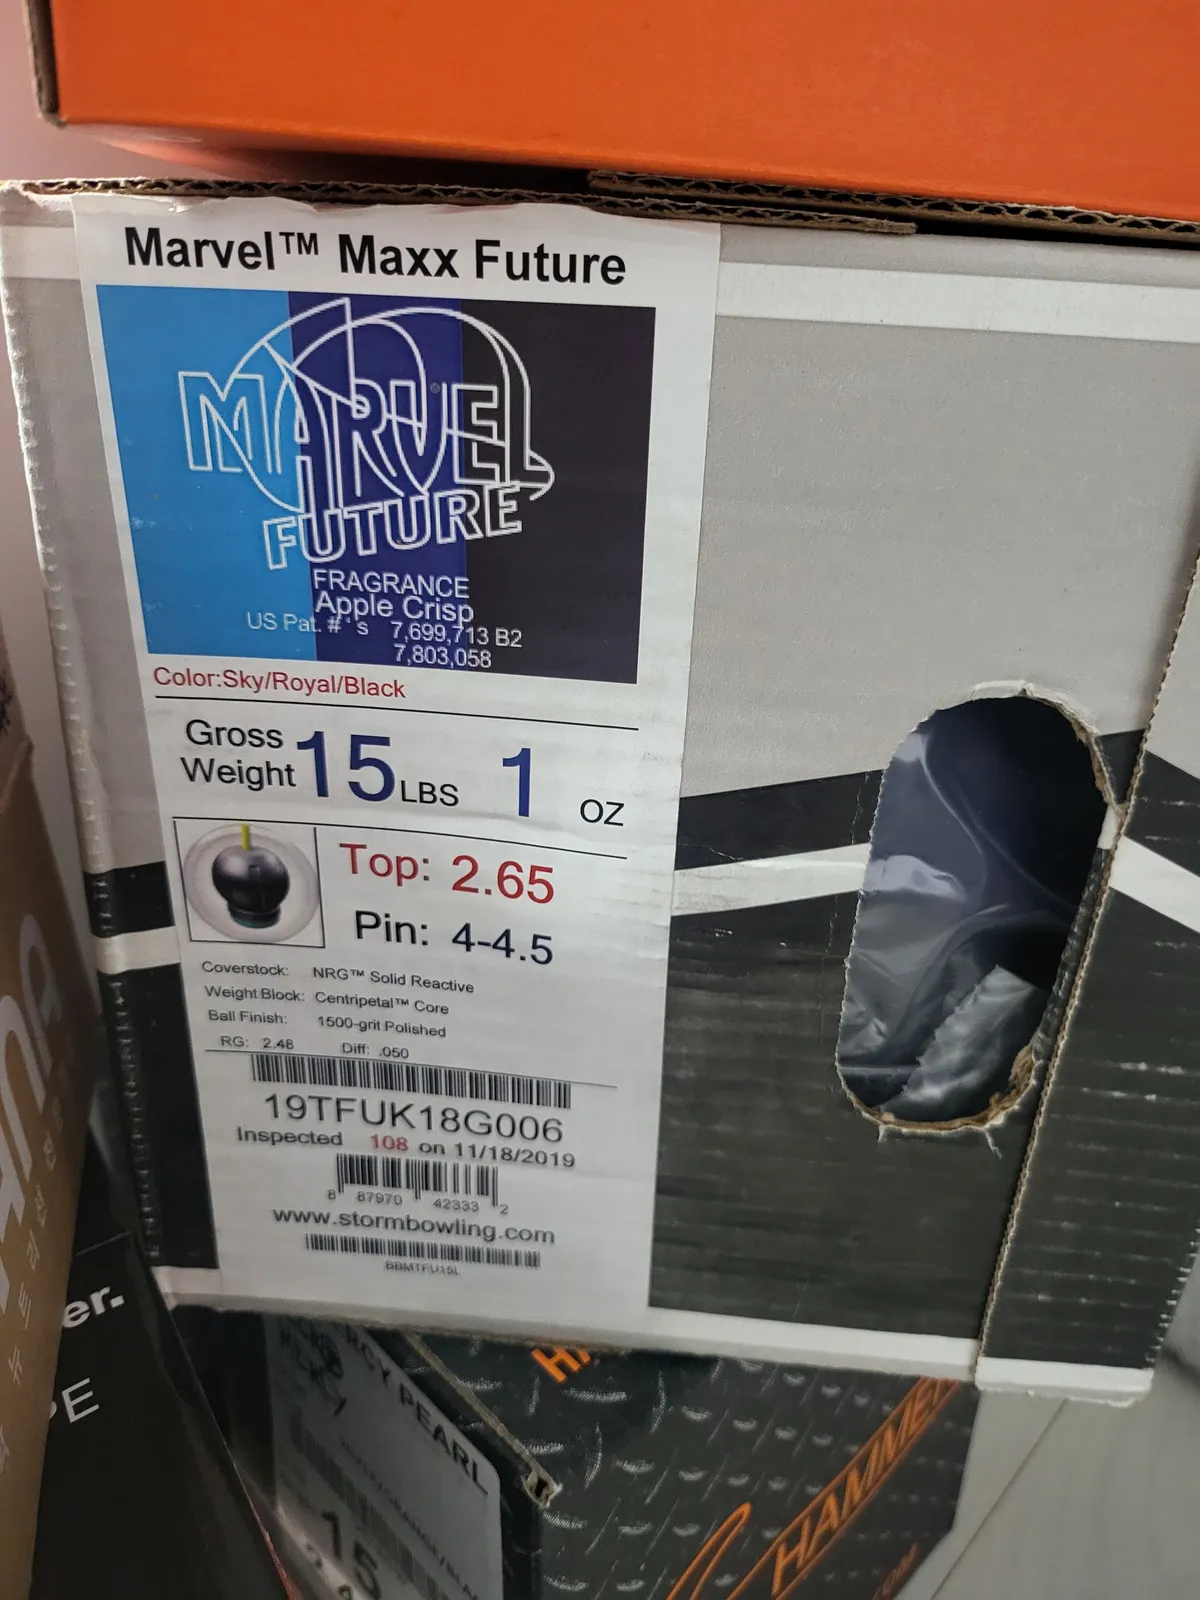 Marvel™ Maxx Future
MARVEL®
FUTURE
FRAGRANCE
Apple Crisp
US Pat. #'s 7,699,713 B2
7,803,058
Color:Sky/Royal/Black
Gross Weight 15 LBS 1 OZ
Top: 2.65
Pin: 4-4.5
Coverstock: NRG™ Solid Reactive
Weight Block: Centripetal™ Core
Ball Finish: 1500-grit Polished
RG: 2.48 Diff: .050
19TFUK18G006
Inspected 108 on 11/18/2019
8 87970 42333 2
www.stormbowling.com
BBMTFU15L
er.
PEARL
15
HAMMER